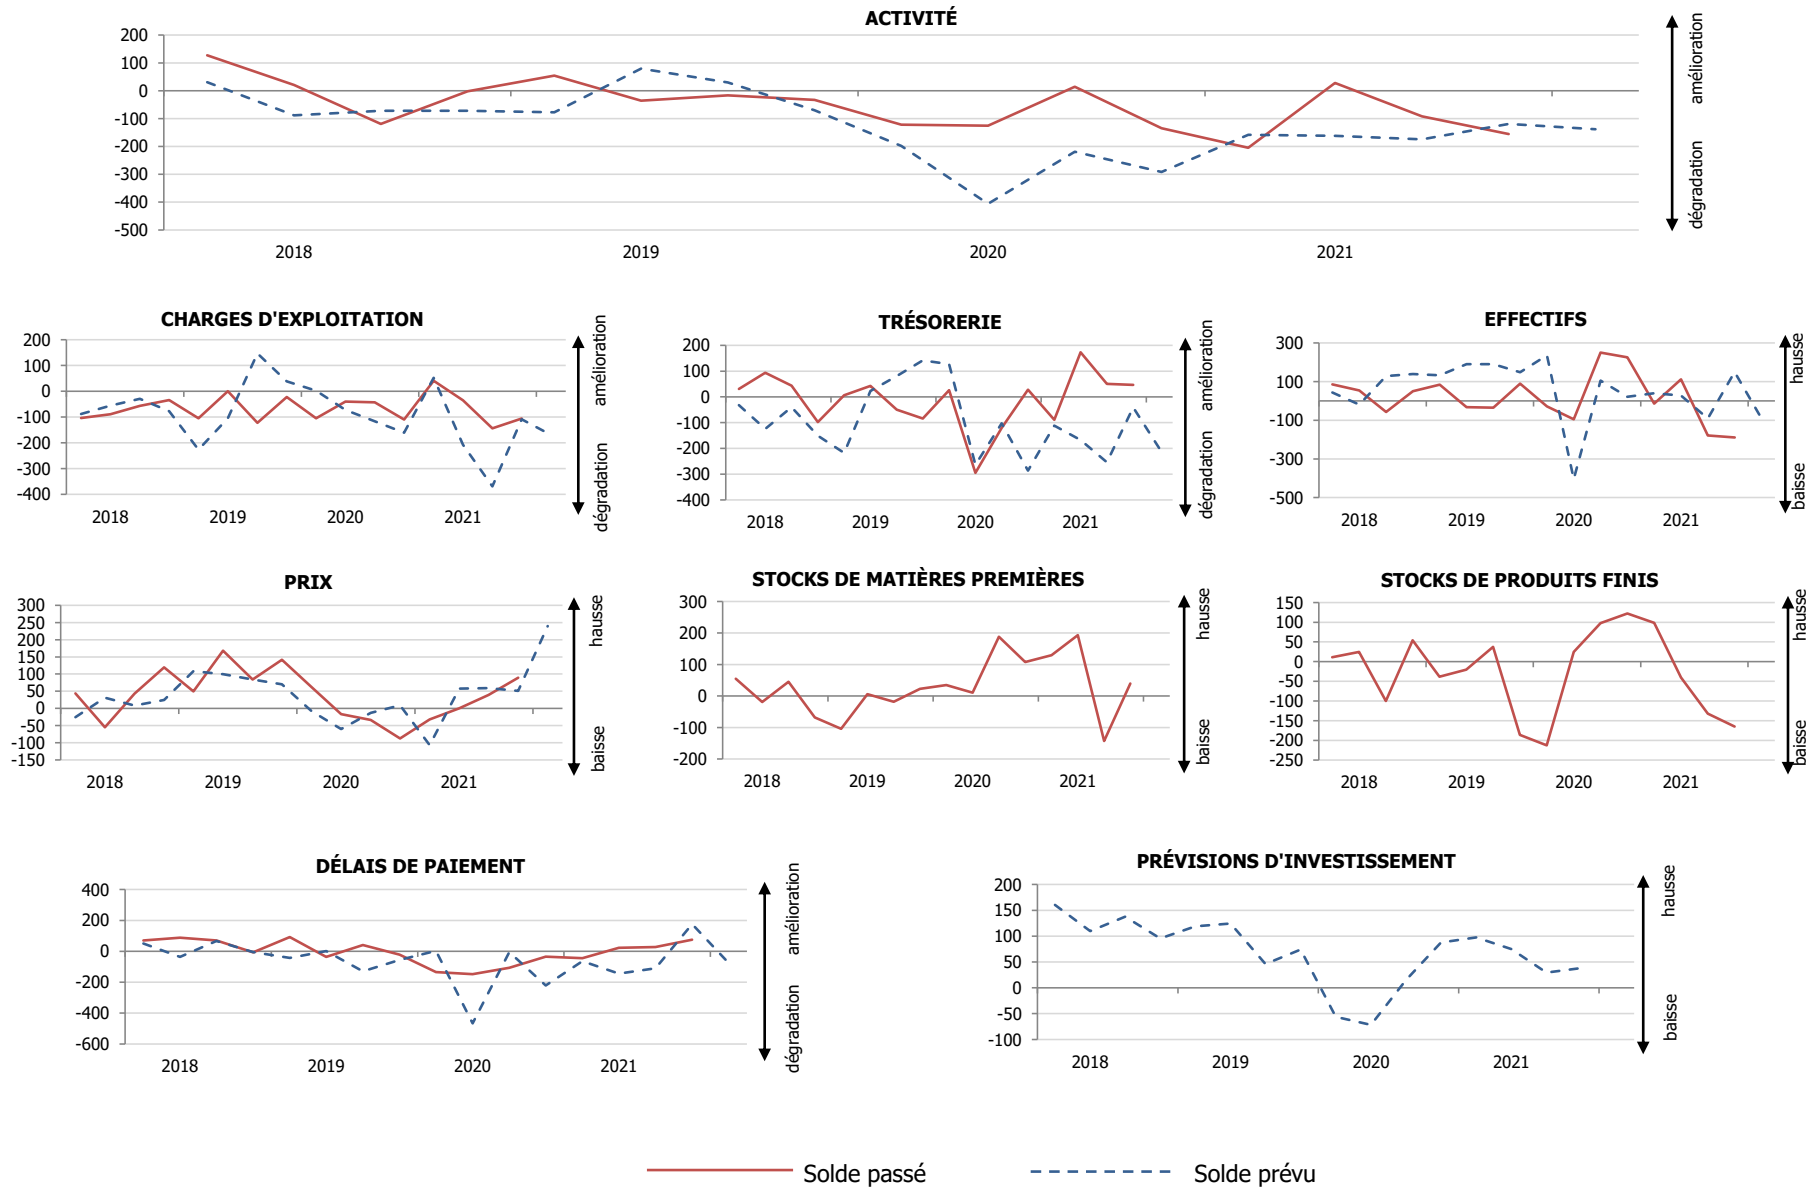 ACTIVITÉ
200
100
0
-100
-200
-300
-400
-500
2018 2019 2020 2021
amélioration
dégradation
CHARGES D'EXPLOITATION
200
100
0
-100
-200
-300
-400
2018 2019 2020 2021
amélioration
dégradation
TRÉSORERIE
200
100
0
-100
-200
-300
-400
2018 2019 2020 2021
amélioration
dégradation
EFFECTIFS
300
100
-100
-300
-500
2018 2019 2020 2021
hausse
baisse
PRIX
300
250
200
150
100
50
0
-50
-100
-150
2018 2019 2020 2021
hausse
baisse
STOCKS DE MATIÈRES PREMIÈRES
300
200
100
0
-100
-200
2018 2019 2020 2021
hausse
baisse
STOCKS DE PRODUITS FINIS
150
100
50
0
-50
-100
-150
-200
-250
2018 2019 2020 2021
hausse
baisse
DÉLAIS DE PAIEMENT
400
200
0
-200
-400
-600
2018 2019 2020 2021
amélioration
dégradation
PRÉVISIONS D'INVESTISSEMENT
200
150
100
50
0
-50
-100
2018 2019 2020 2021
hausse
baisse
Solde passé Solde prévu